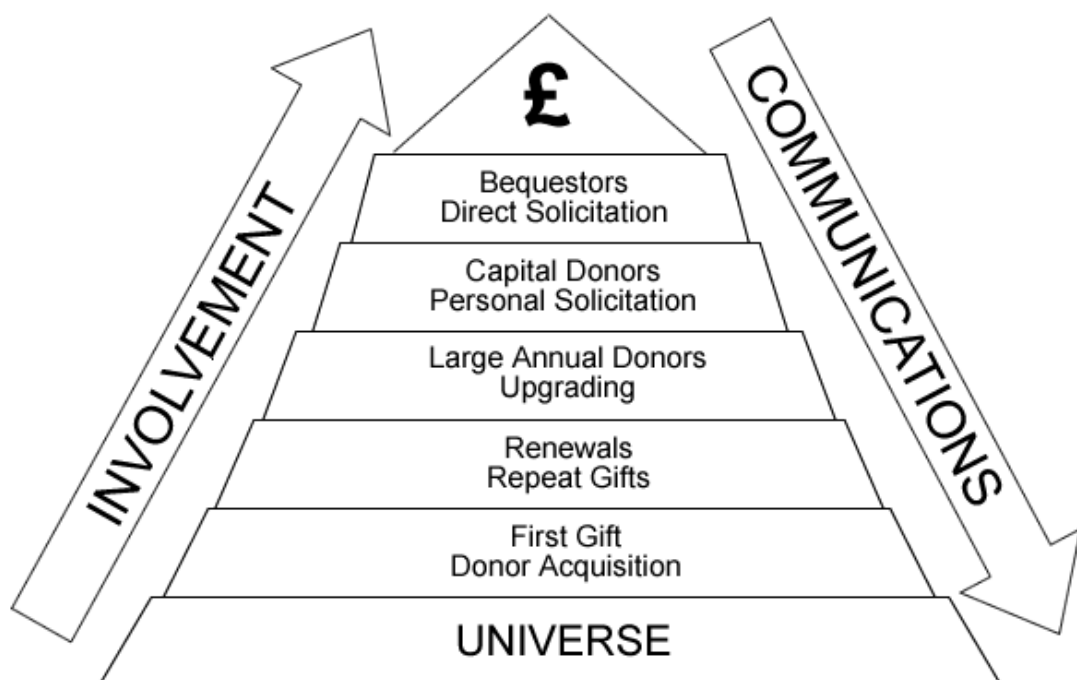 £
Bequestors
Direct Solicitation
Capital Donors
Personal Solicitation
Large Annual Donors
Upgrading
Renewals
Repeat Gifts
First Gift
Donor Acquisition
UNIVERSE
INVOLVEMENT
COMMUNICATIONS